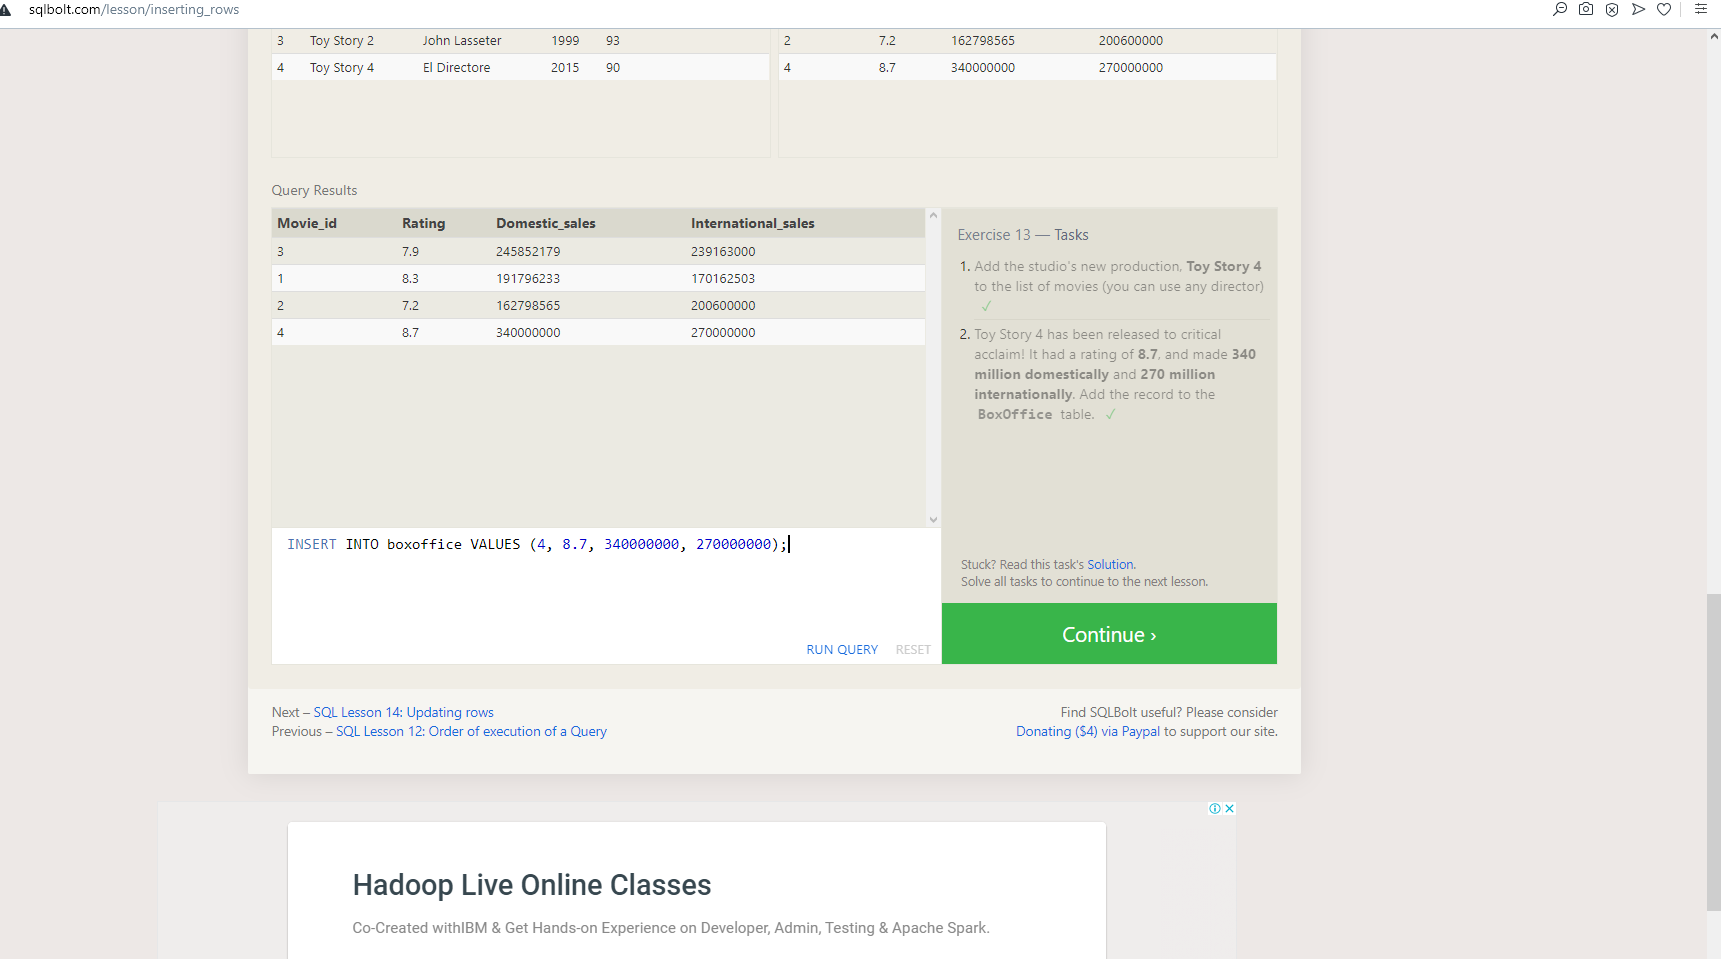 sqlbolt.com/lesson/inserting_rows
3 Toy Story 2 John Lasseter 1999 93
4 Toy Story 4 El Directore 2015 90
2 7.2 162798565 200600000
4 8.7 340000000 270000000
Query Results
Movie_id Rating Domestic_sales International_sales
3 7.9 245852179 239163000
1 8.3 191796233 170162503
2 7.2 162798565 200600000
4 8.7 340000000 270000000
Exercise 13 — Tasks
1. Add the studio's new production, Toy Story 4
to the list of movies (you can use any director)
✓
2. Toy Story 4 has been released to critical
acclaim! It had a rating of 8.7, and made 340
million domestically and 270 million
internationally. Add the record to the
BoxOffice table. ✓
INSERT INTO boxoffice VALUES (4, 8.7, 340000000, 270000000);
RUN QUERY RESET
Stuck? Read this task's Solution.
Solve all tasks to continue to the next lesson.
Continue ›
Next – SQL Lesson 14: Updating rows
Previous – SQL Lesson 12: Order of execution of a Query
Find SQLBolt useful? Please consider
Donating ($4) via Paypal to support our site.
Hadoop Live Online Classes
Co-Created withIBM & Get Hands-on Experience on Developer, Admin, Testing & Apache Spark.